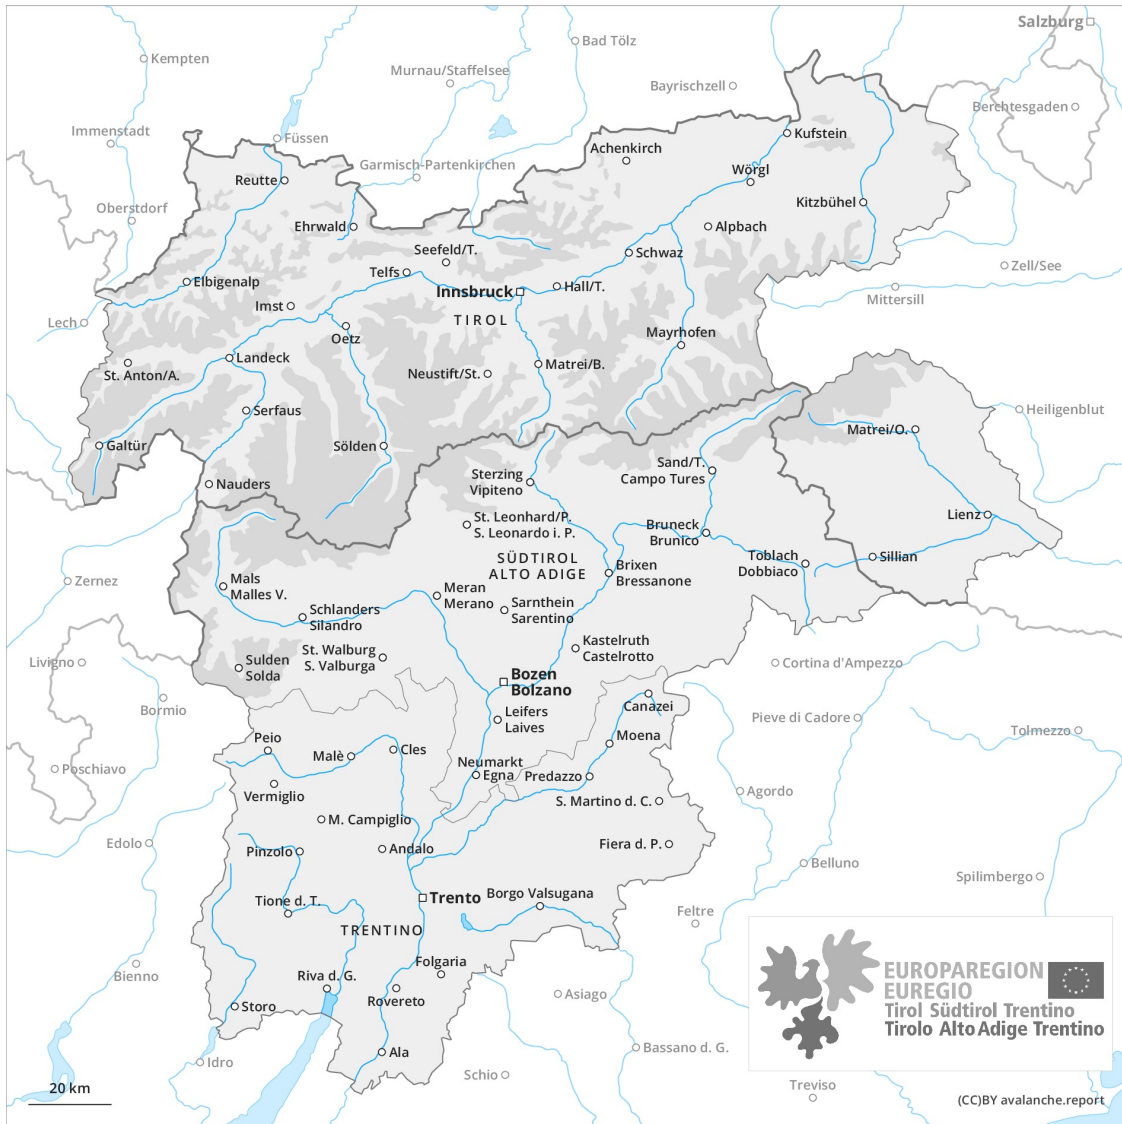 Salzburg
Bad Tölz
Kempten
Murnau/Staffelsee
Bayrischzell
Berchtesgaden
Immenstadt
Füssen
Kufstein
Achenkirch
Garmisch-Partenkirchen
Wörgl
Reutte
Kitzbühel
Oberstdorf
Ehrwald
Alpbach
Seefeld/T.
Schwaz
Telfs
Zell/See
Elbigenalp
Hall/T.
Innsbruck
Mittersill
Imst
TIROL
Lech
Oetz
Mayrhofen
Landeck
Matrei/B.
St. Anton/A.
Neustift/St.
Serfaus
Heiligenblut
Matrei/O.
Galtür
Sölden
Sand/T.
Campo Tures
Sterzing
Vipiteno
Nauders
St. Leonhard/P.
S. Leonardo i. P.
Lienz
Bruneck
Brunico
SÜDTIROL
ALTO ADIGE
Toblach
Dobbiaco
Sillian
Brixen
Bressanone
Zernez
Mals
Malles V.
Meran
Merano
Sarnthein
Sarentino
Schlanders
Silandro
Kastelruth
Castelrotto
St. Walburg
S. Valburga
Livigno
Sulden
Solda
Cortina d'Ampezzo
Bozen
Bolzano
Bormio
Canazei
Leifers
Laives
Pieve di Cadore
Tolmezzo
Peio
Moena
Malè
Cles
Neumarkt
Egna
Predazzo
Poschiavo
Vermiglio
Agordo
S. Martino d. C.
M. Campiglio
Edolo
Pinzolo
Andalo
Fiera d. P.
Belluno
Spilimbergo
Trento
Borgo Valsugana
Tione d. T.
Feltre
TRENTINO
Folgaria
Bienno
Riva d. G.
EUROPAREGION
EUREGIO
Tirol Südtirol Trentino
Tirolo Alto Adige Trentino
Rovereto
Asiago
Storo
Ala
Bassano d. G.
Idro
Schio
20 km
Treviso
(CC)BY avalanche.report